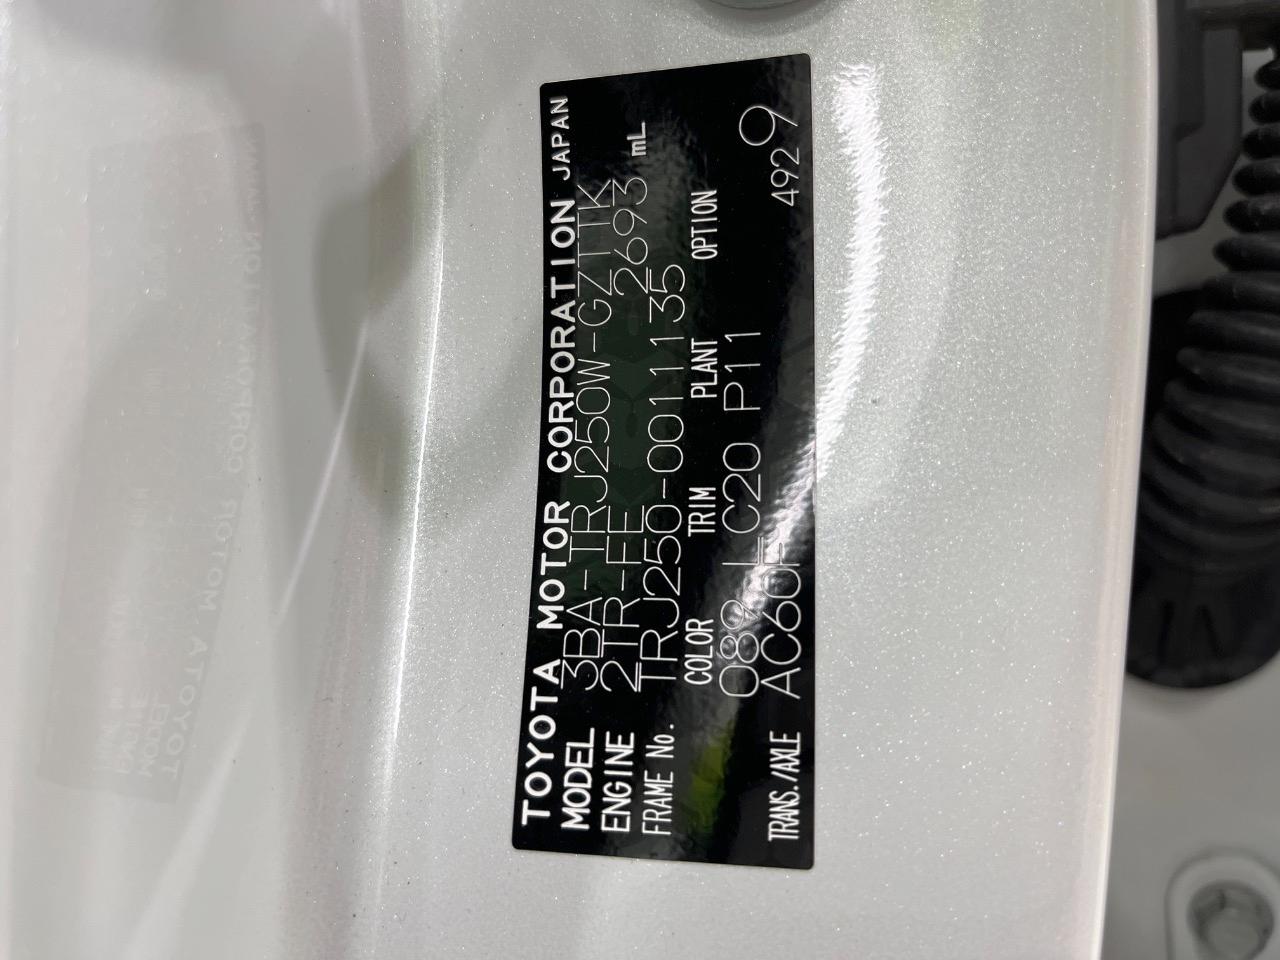 TOYOTA MOTOR CORPORATION JAPAN
MODEL 3BA-TRJ250W-GZTTK
ENGINE 2TR-FE 2693 mL
FRAME No. TRJ250-0011135
COLOR TRIM PLANT OPTION
089 LC20 P11
TRANS./AXLE AC60F 4929